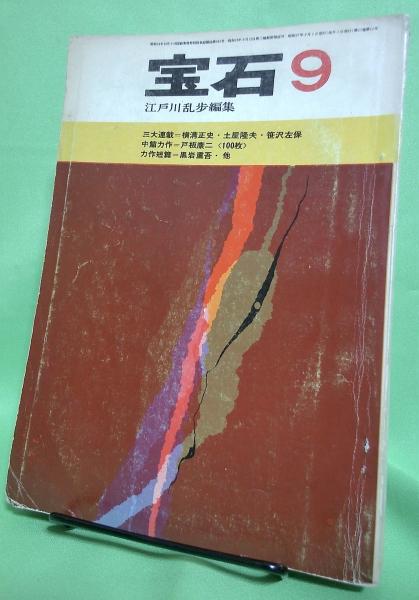 宝石9
江戸川乱歩編集
三大連載＝横溝正史・土屋隆夫・笹沢左保
中篇力作＝戸板康二〈100枚〉
力作短篇＝黒岩重吾・他